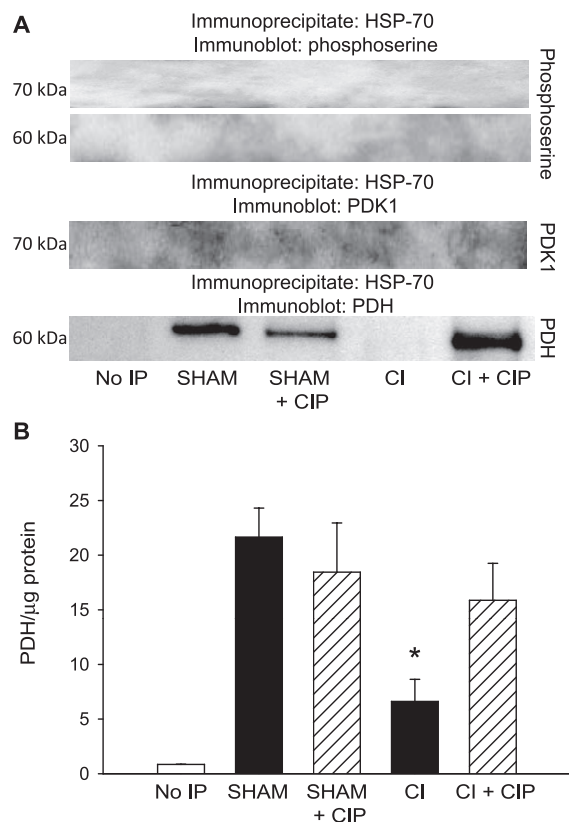 A
Immunoprecipitate: HSP-70
Immunoblot: phosphoserine
70 kDa
60 kDa
Phosphoserine
Immunoprecipitate: HSP-70
Immunoblot: PDK1
70 kDa
PDK1
Immunoprecipitate: HSP-70
Immunoblot: PDH
60 kDa
PDH
No IP SHAM SHAM + CIP CI CI + CIP
B
30
25
20
15
10
5
0
PDH/μg protein
*
No IP SHAM SHAM + CIP CI CI + CIP